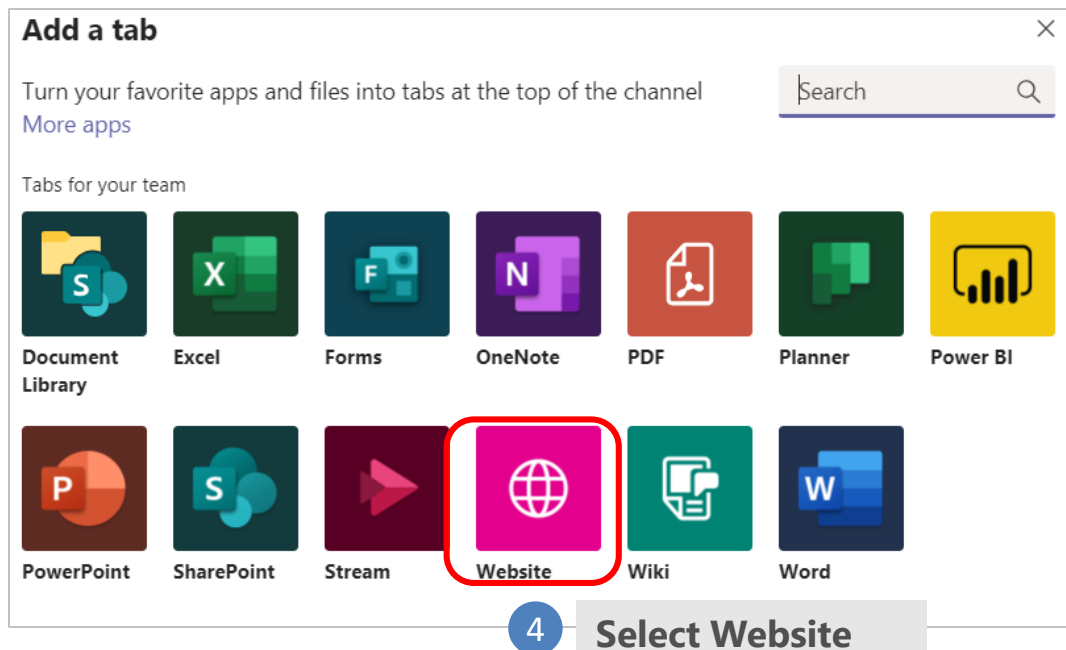 Add a tab
Turn your favorite apps and files into tabs at the top of the channel
Search
More apps
Tabs for your team
S
X
F
N
Document Library
Excel
Forms
OneNote
PDF
Planner
Power BI
P
S
W
PowerPoint
SharePoint
Stream
Website
Wiki
Word
4
Select Website